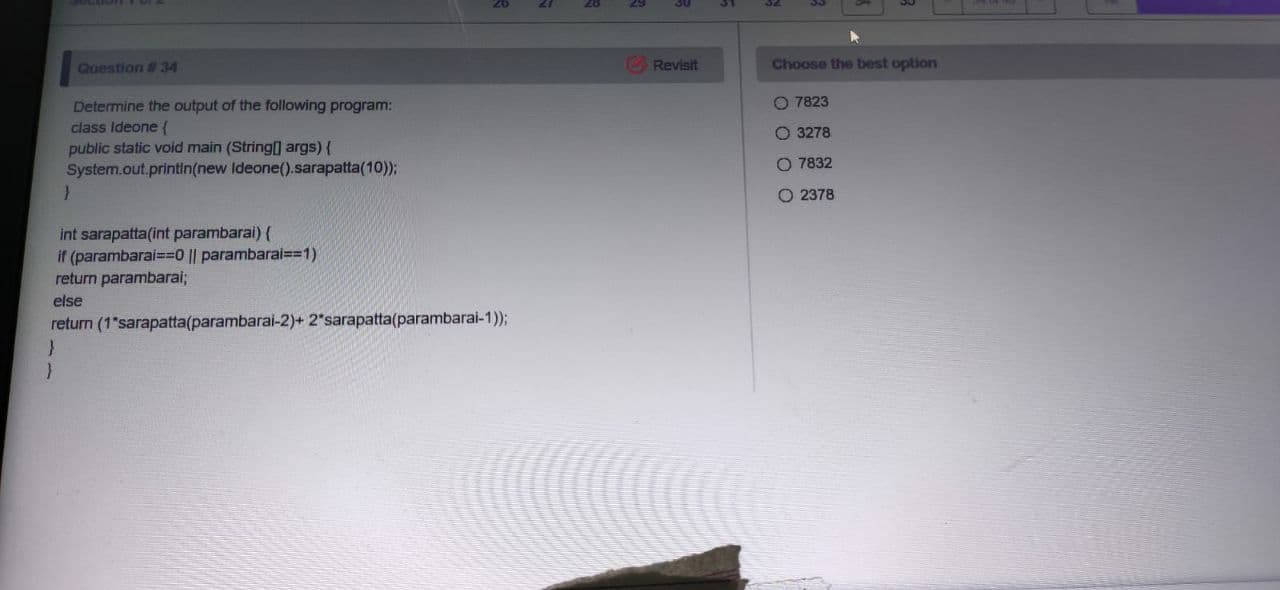 26 27 28 29 30 31 32 33 34 35
Question # 34
Revisit
Determine the output of the following program:
class Ideone {
public static void main (String[] args) {
System.out.println(new Ideone().sarapatta(10));
}
int sarapatta(int parambarai) {
if (parambarai==0 || parambarai==1)
return parambarai;
else
return (1*sarapatta(parambarai-2)+ 2*sarapatta(parambarai-1));
}
}
Choose the best option
7823
3278
7832
2378